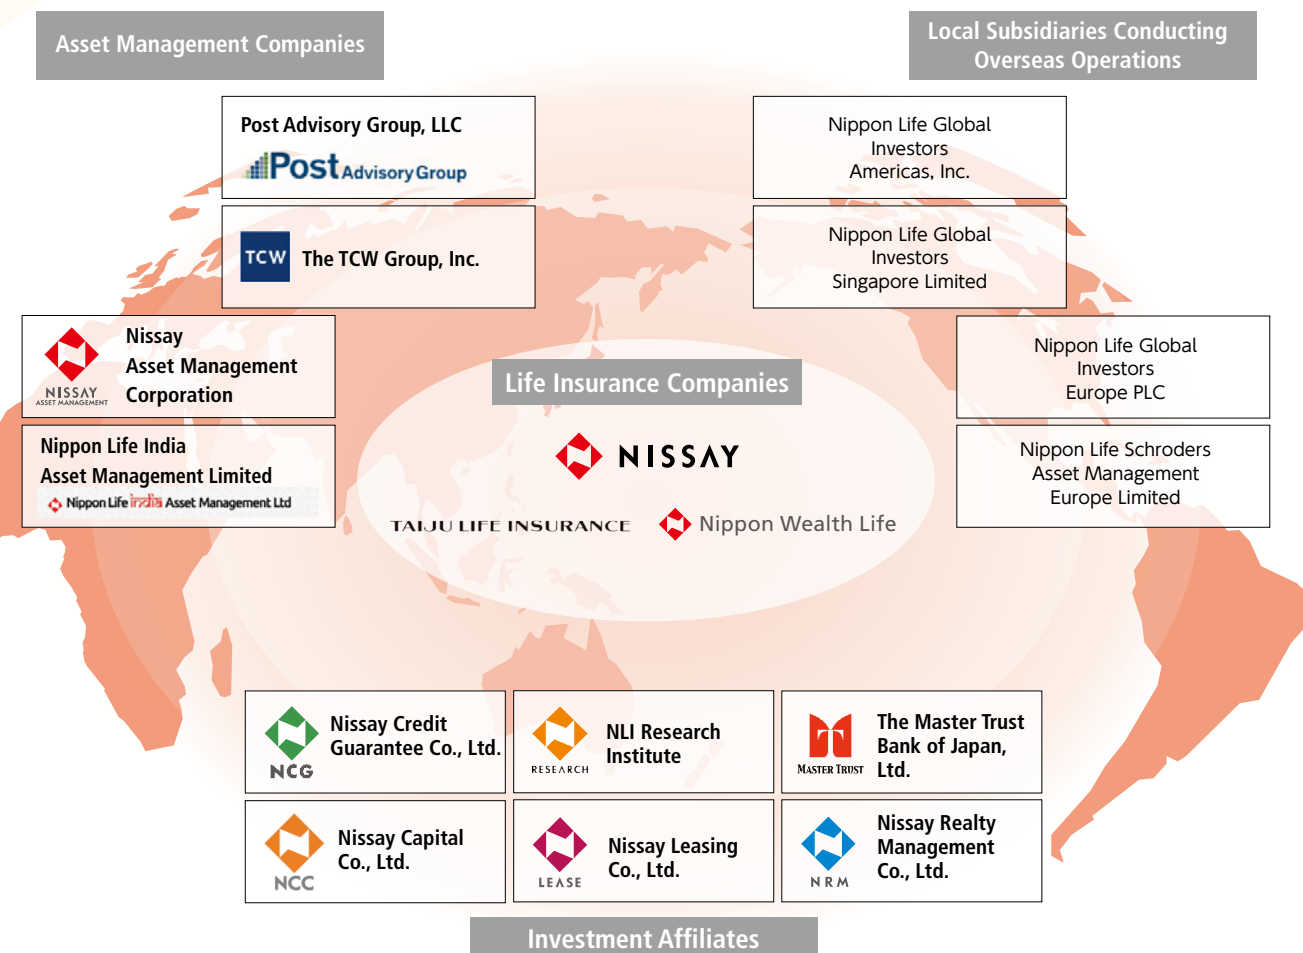 Asset Management Companies
Local Subsidiaries Conducting
Overseas Operations
Post Advisory Group, LLC
Post Advisory Group
TCW
The TCW Group, Inc.
Nippon Life Global
Investors
Americas, Inc.
Nippon Life Global
Investors
Singapore Limited
NISSAY
ASSET MANAGEMENT
Nissay
Asset Management
Corporation
Nippon Life India
Asset Management Limited
Nippon Life india Asset Management Ltd
Life Insurance Companies
NISSAY
TAIJU LIFE INSURANCE
Nippon Wealth Life
Nippon Life Global
Investors
Europe PLC
Nippon Life Schroders
Asset Management
Europe Limited
NCG
Nissay Credit
Guarantee Co., Ltd.
RESEARCH
NLI Research
Institute
MASTER TRUST
The Master Trust
Bank of Japan,
Ltd.
NCC
Nissay Capital
Co., Ltd.
LEASE
Nissay Leasing
Co., Ltd.
NRM
Nissay Realty
Management
Co., Ltd.
Investment Affiliates